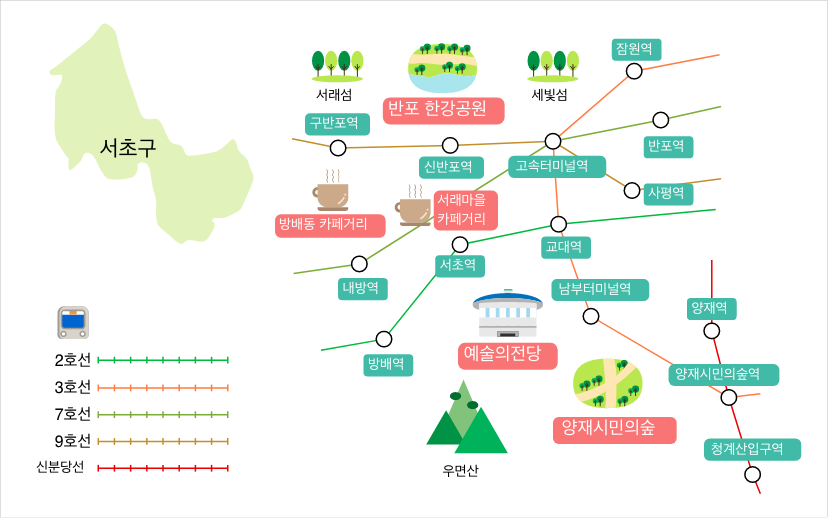 잠원역
서래섬
반포 한강공원
세빛섬
구반포역
서초구
신반포역
고속터미널역
반포역
사평역
서래마을
카페거리
방배동 카페거리
교대역
서초역
내방역
남부터미널역
양재역
예술의전당
방배역
2호선
양재시민의숲역
3호선
7호선
양재시민의숲
9호선
청계산입구역
신분당선
우면산